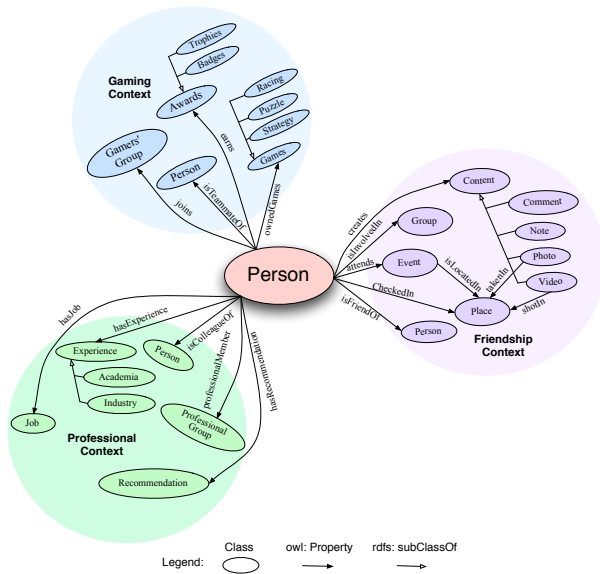 Gaming
Context
Trophies
Badges
Awards
Racing
Puzzle
Strategy
Games
Gamers'
Group
Person
joins
isTeammateOf
earns
ownedGames
Person
creates
isInvolvedIn
attends
CheckedIn
isFriendOf
Content
Comment
Note
Photo
Video
Group
Event
isLocatedIn
takenIn
shotIn
Place
Person
Friendship
Context
hasJob
hasExperience
isColleagueOf
professionalMember
hasRecommendation
Experience
Person
Academia
Industry
Job
Professional
Group
Professional
Context
Recommendation
Legend:
Class
owl: Property
rdfs: subClassOf